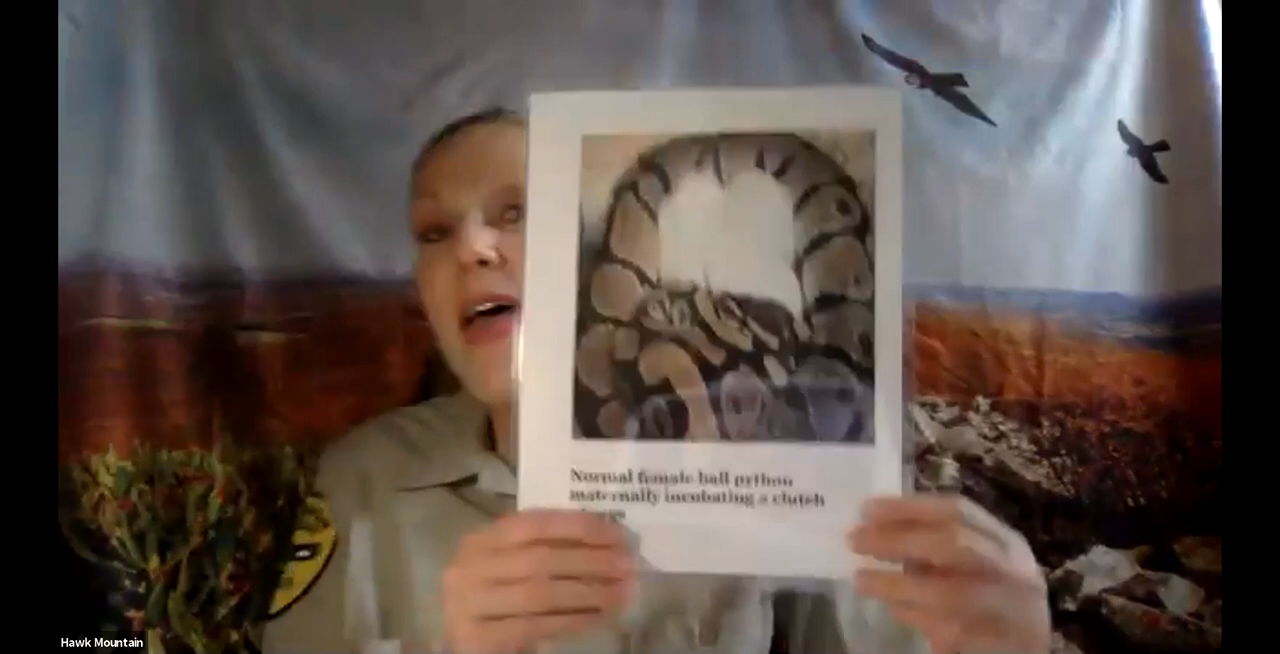 Normal female ball python
maternally incubating a clutch
Hawk Mountain